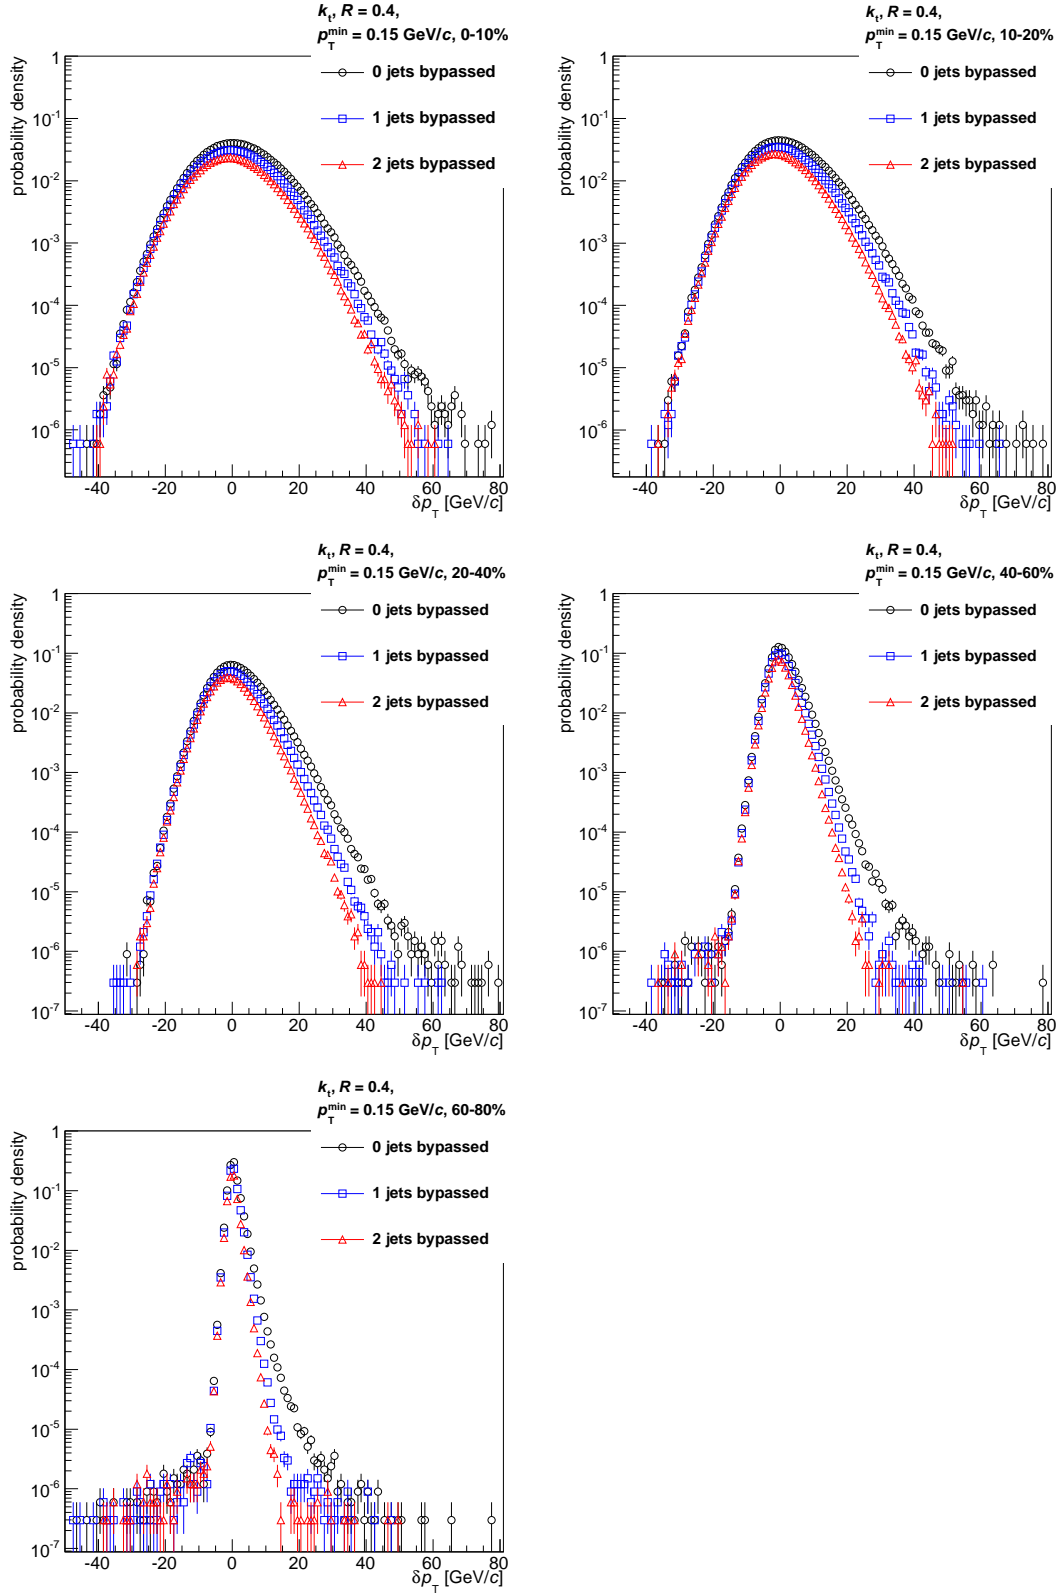 k_t, R = 0.4,
p_T^min = 0.15 GeV/c, 0-10%
probability density
1
10^-1
10^-2
10^-3
10^-4
10^-5
10^-6
0 jets bypassed
1 jets bypassed
2 jets bypassed
-40 -20 0 20 40 60 80
δp_T [GeV/c]
k_t, R = 0.4,
p_T^min = 0.15 GeV/c, 10-20%
probability density
1
10^-1
10^-2
10^-3
10^-4
10^-5
10^-6
0 jets bypassed
1 jets bypassed
2 jets bypassed
-40 -20 0 20 40 60 80
δp_T [GeV/c]
k_t, R = 0.4,
p_T^min = 0.15 GeV/c, 20-40%
probability density
1
10^-1
10^-2
10^-3
10^-4
10^-5
10^-6
10^-7
0 jets bypassed
1 jets bypassed
2 jets bypassed
-40 -20 0 20 40 60 80
δp_T [GeV/c]
k_t, R = 0.4,
p_T^min = 0.15 GeV/c, 40-60%
probability density
1
10^-1
10^-2
10^-3
10^-4
10^-5
10^-6
10^-7
0 jets bypassed
1 jets bypassed
2 jets bypassed
-40 -20 0 20 40 60 80
δp_T [GeV/c]
k_t, R = 0.4,
p_T^min = 0.15 GeV/c, 60-80%
probability density
1
10^-1
10^-2
10^-3
10^-4
10^-5
10^-6
10^-7
0 jets bypassed
1 jets bypassed
2 jets bypassed
-40 -20 0 20 40 60 80
δp_T [GeV/c]